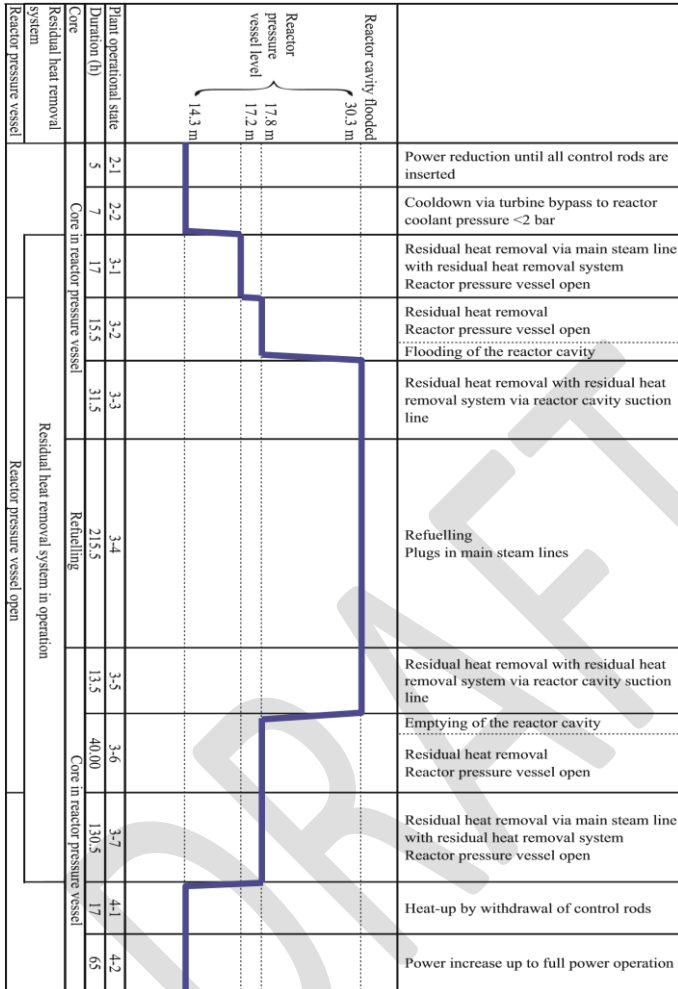 Reactor pressure vessel
Residual heat removal
system
Core
Duration (h)
Plant operational state
Reactor
pressure
vessel level
14.3 m
17.2 m
17.8 m
30.3 m
Reactor cavity flooded
5
2-1
Power reduction until all control rods are
inserted
7
2-2
Cooldown via turbine bypass to reactor
coolant pressure <2 bar
Core in reactor pressure vessel
17
3-1
Residual heat removal via main steam line
with residual heat removal system
Reactor pressure vessel open
15.5
3-2
Residual heat removal
Reactor pressure vessel open
Flooding of the reactor cavity
31.5
3-3
Residual heat removal with residual heat
removal system via reactor cavity suction
line
Reactor pressure vessel open
Residual heat removal system in operation
Refuelling
215.5
3-4
Refuelling
Plugs in main steam lines
13.5
3-5
Residual heat removal with residual heat
removal system via reactor cavity suction
line
Core in reactor pressure vessel
40.00
3-6
Emptying of the reactor cavity
Residual heat removal
Reactor pressure vessel open
130.5
3-7
Residual heat removal via main steam line
with residual heat removal system
Reactor pressure vessel open
17
4-1
Heat-up by withdrawal of control rods
65
4-2
Power increase up to full power operation
DRAFT